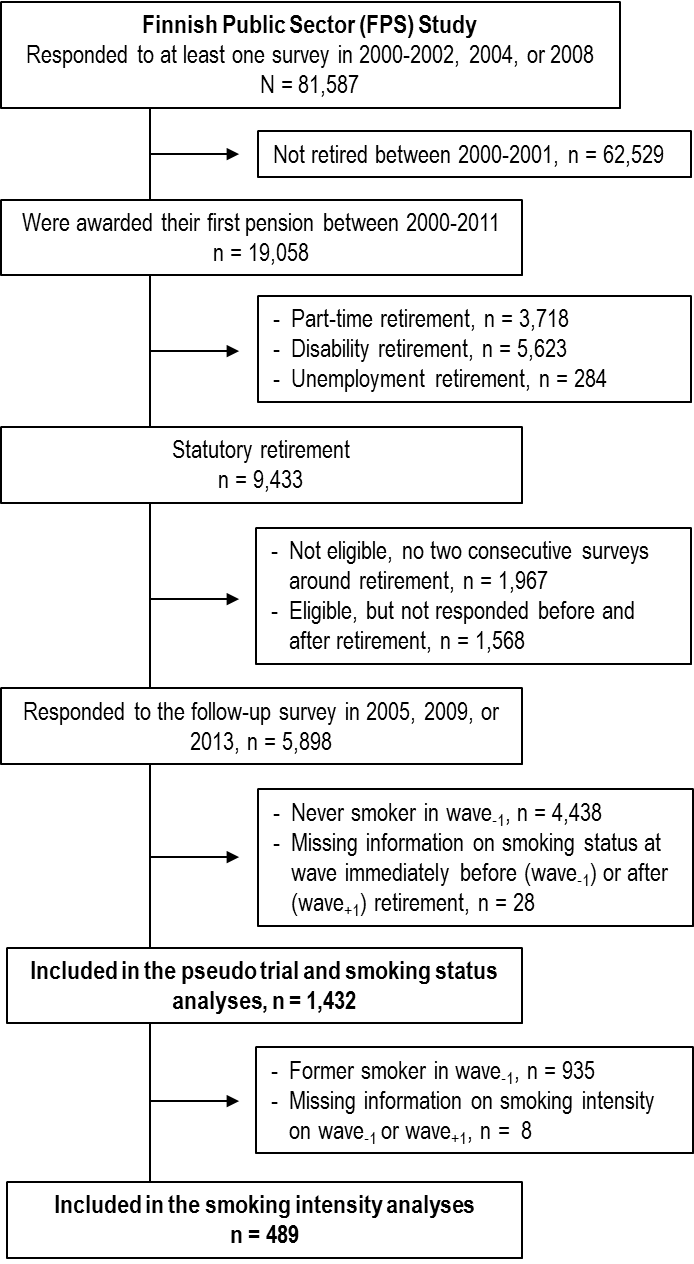 Finnish Public Sector (FPS) Study
Responded to at least one survey in 2000-2002, 2004, or 2008
N = 81,587
Not retired between 2000-2001, n = 62,529
Were awarded their first pension between 2000-2011
n = 19,058
- Part-time retirement, n = 3,718
- Disability retirement, n = 5,623
- Unemployment retirement, n = 284
Statutory retirement
n = 9,433
- Not eligible, no two consecutive surveys
around retirement, n = 1,967
- Eligible, but not responded before and
after retirement, n = 1,568
Responded to the follow-up survey in 2005, 2009, or
2013, n = 5,898
- Never smoker in wave-1, n = 4,438
- Missing information on smoking status at
wave immediately before (wave-1) or after
(wave+1) retirement, n = 28
Included in the pseudo trial and smoking status
analyses, n = 1,432
- Former smoker in wave-1, n = 935
- Missing information on smoking intensity
on wave-1 or wave+1, n = 8
Included in the smoking intensity analyses
n = 489